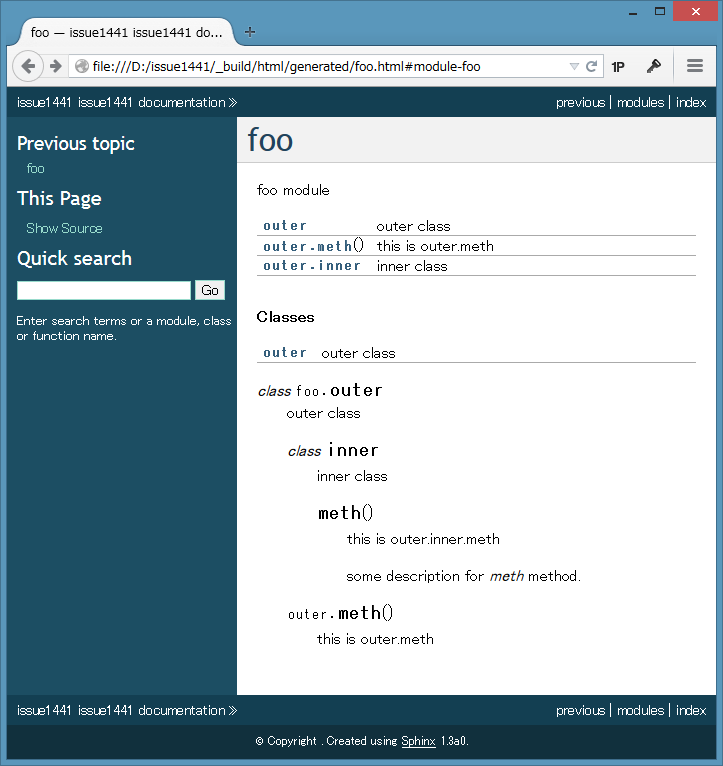 foo — issue1441 issue1441 do...
file:///D:/issue1441/_build/html/generated/foo.html#module-foo
1P
issue1441 issue1441 documentation »
previous | modules | index
Previous topic
foo
This Page
Show Source
Quick search
Go
Enter search terms or a module, class
or function name.
foo
foo module
outer outer class
outer.meth() this is outer.meth
outer.inner inner class
Classes
outer outer class
class foo.outer
outer class
class inner
inner class
meth()
this is outer.inner.meth
some description for meth method.
outer.meth()
this is outer.meth
issue1441 issue1441 documentation »
previous | modules | index
© Copyright . Created using Sphinx 1.3a0.